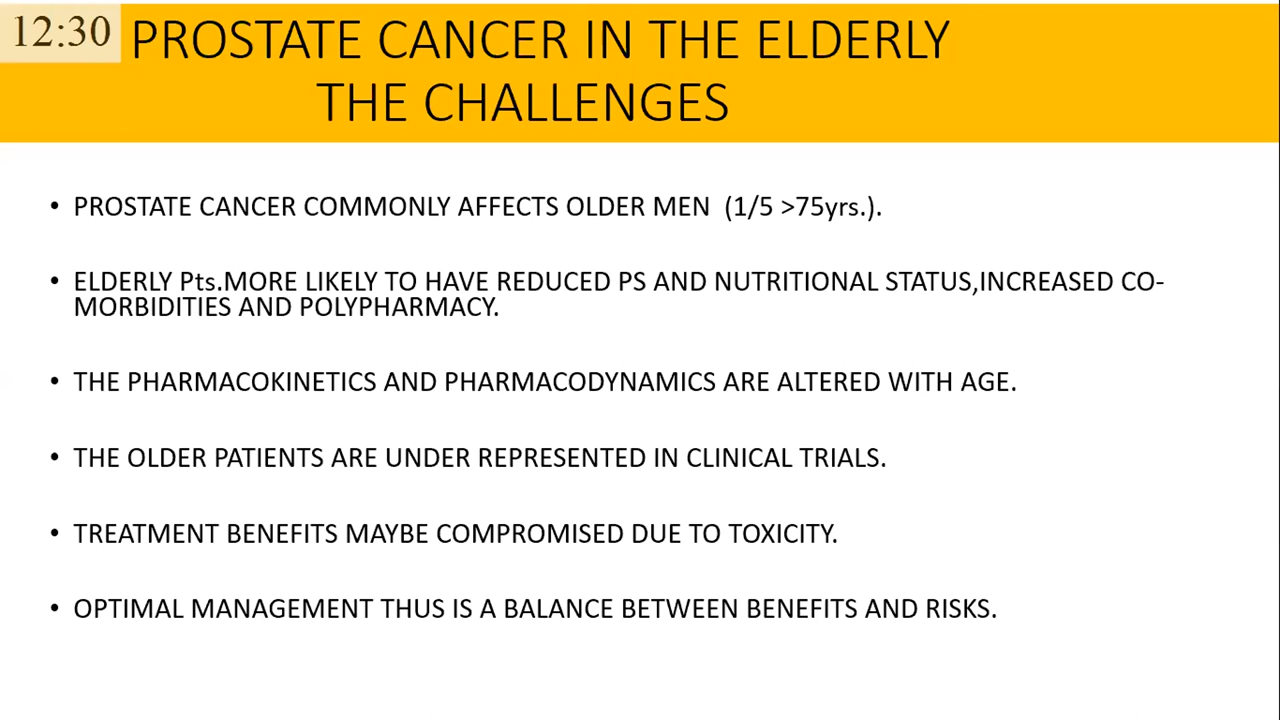 12:30
PROSTATE CANCER IN THE ELDERLY
THE CHALLENGES
• PROSTATE CANCER COMMONLY AFFECTS OLDER MEN (1/5 >75yrs.).
• ELDERLY Pts.MORE LIKELY TO HAVE REDUCED PS AND NUTRITIONAL STATUS,INCREASED CO-
MORBIDITIES AND POLYPHARMACY.
• THE PHARMACOKINETICS AND PHARMACODYNAMICS ARE ALTERED WITH AGE.
• THE OLDER PATIENTS ARE UNDER REPRESENTED IN CLINICAL TRIALS.
• TREATMENT BENEFITS MAYBE COMPROMISED DUE TO TOXICITY.
• OPTIMAL MANAGEMENT THUS IS A BALANCE BETWEEN BENEFITS AND RISKS.